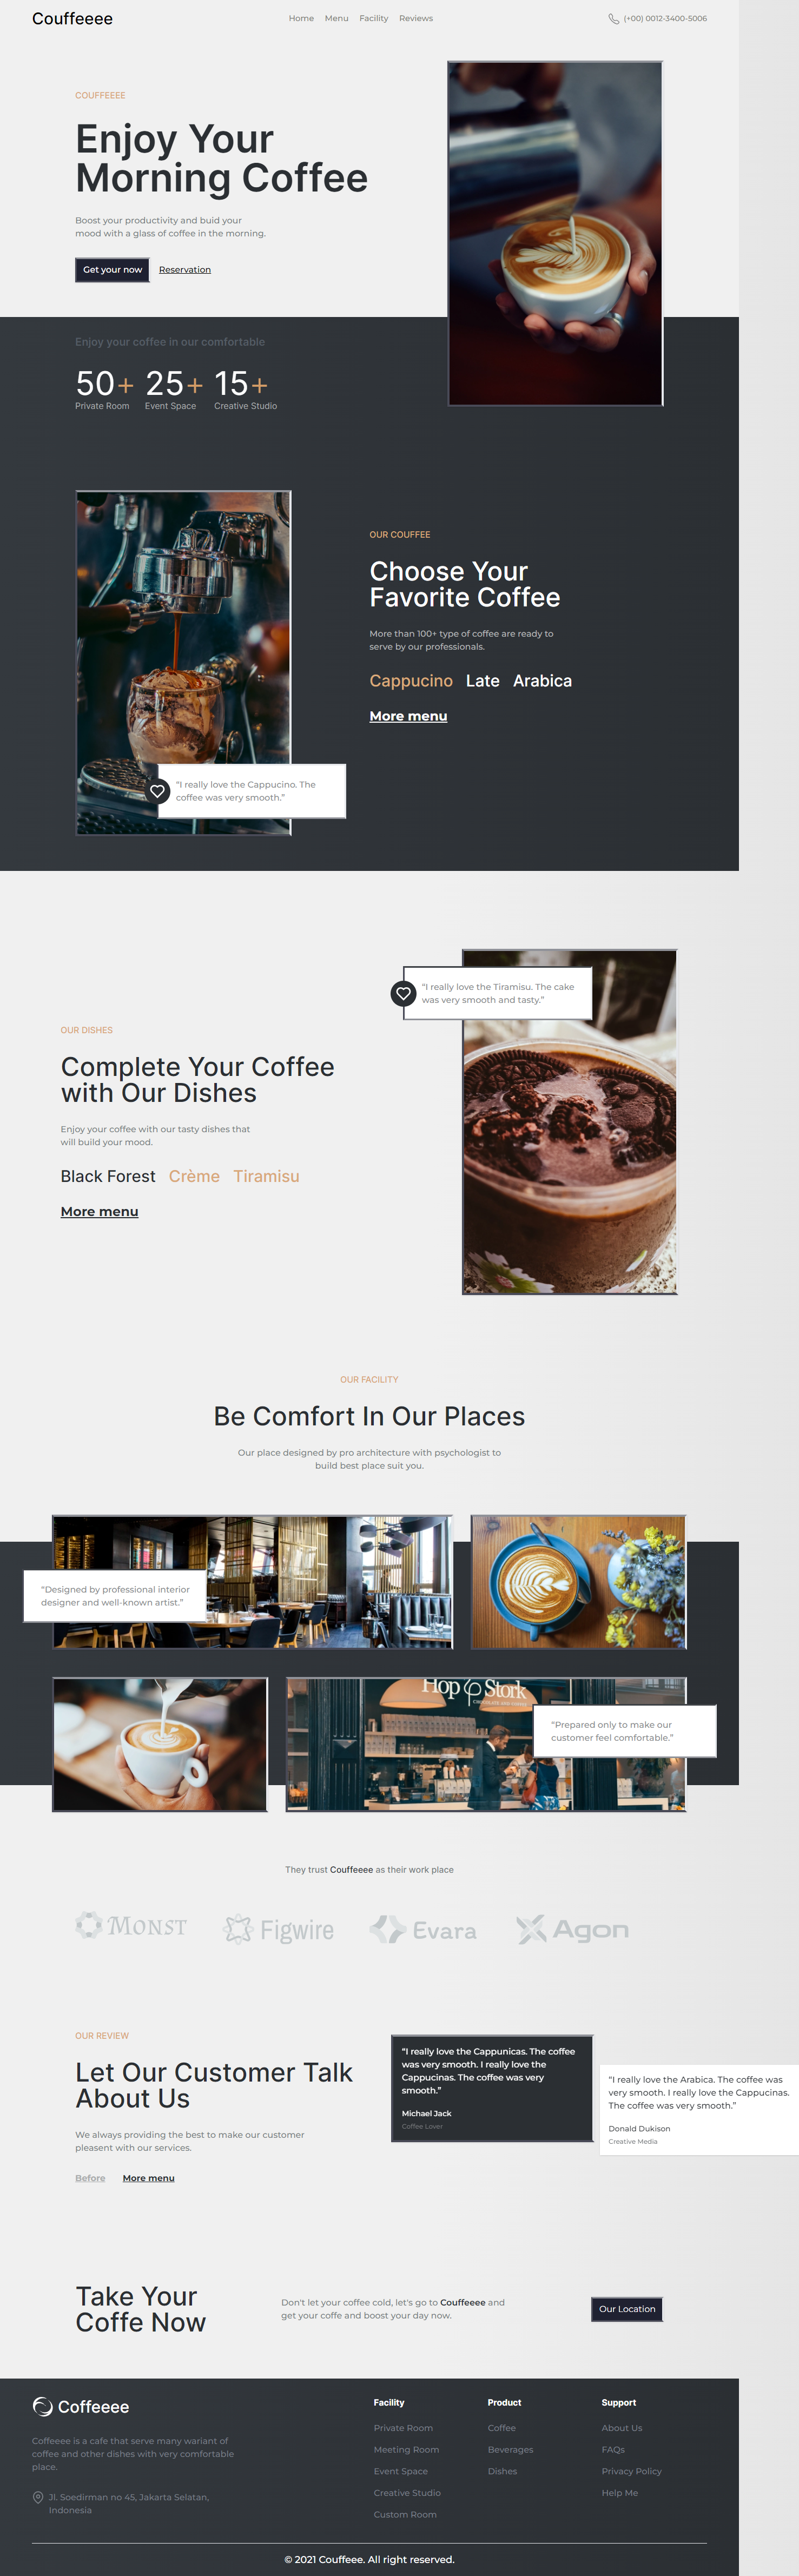 Couffeeee
Home Menu Facility Reviews
(+00) 0012-3400-5006
COUFFEEEE
Enjoy Your
Morning Coffee
Boost your productivity and buid your
mood with a glass of coffee in the morning.
Get your now Reservation
Enjoy your coffee in our comfortable
50+ 25+ 15+
Private Room Event Space Creative Studio
OUR COUFFEE
Choose Your
Favorite Coffee
More than 100+ type of coffee are ready to
serve by our professionals.
Cappucino Late Arabica
More menu
“I really love the Cappucino. The
coffee was very smooth.”
“I really love the Tiramisu. The cake
was very smooth and tasty.”
OUR DISHES
Complete Your Coffee
with Our Dishes
Enjoy your coffee with our tasty dishes that
will build your mood.
Black Forest Crème Tiramisu
More menu
OUR FACILITY
Be Comfort In Our Places
Our place designed by pro architecture with psychologist to
build best place suit you.
“Designed by professional interior
designer and well-known artist.”
Hop Stork
“Prepared only to make our
customer feel comfortable.”
They trust Couffeeee as their work place
MONST Figwire Evara Agon
OUR REVIEW
Let Our Customer Talk
About Us
We always providing the best to make our customer
pleasent with our services.
Before More menu
“I really love the Cappunicas. The coffee
was very smooth. I really love the
Cappucinas. The coffee was very
smooth.”
Michael Jack
Coffee Lover
“I really love the Arabica. The coffee was
very smooth. I really love the Cappucinas.
The coffee was very smooth.”
Donald Dukison
Creative Media
Take Your
Coffe Now
Don't let your coffee cold, let's go to Couffeeee and
get your coffe and boost your day now.
Our Location
Coffeeee
Coffeeee is a cafe that serve many wariant of
coffee and other dishes with very comfortable
place.
Jl. Soedirman no 45, Jakarta Selatan,
Indonesia
Facility
Private Room
Meeting Room
Event Space
Creative Studio
Custom Room
Product
Coffee
Beverages
Dishes
Support
About Us
FAQs
Privacy Policy
Help Me
© 2021 Couffeee. All right reserved.